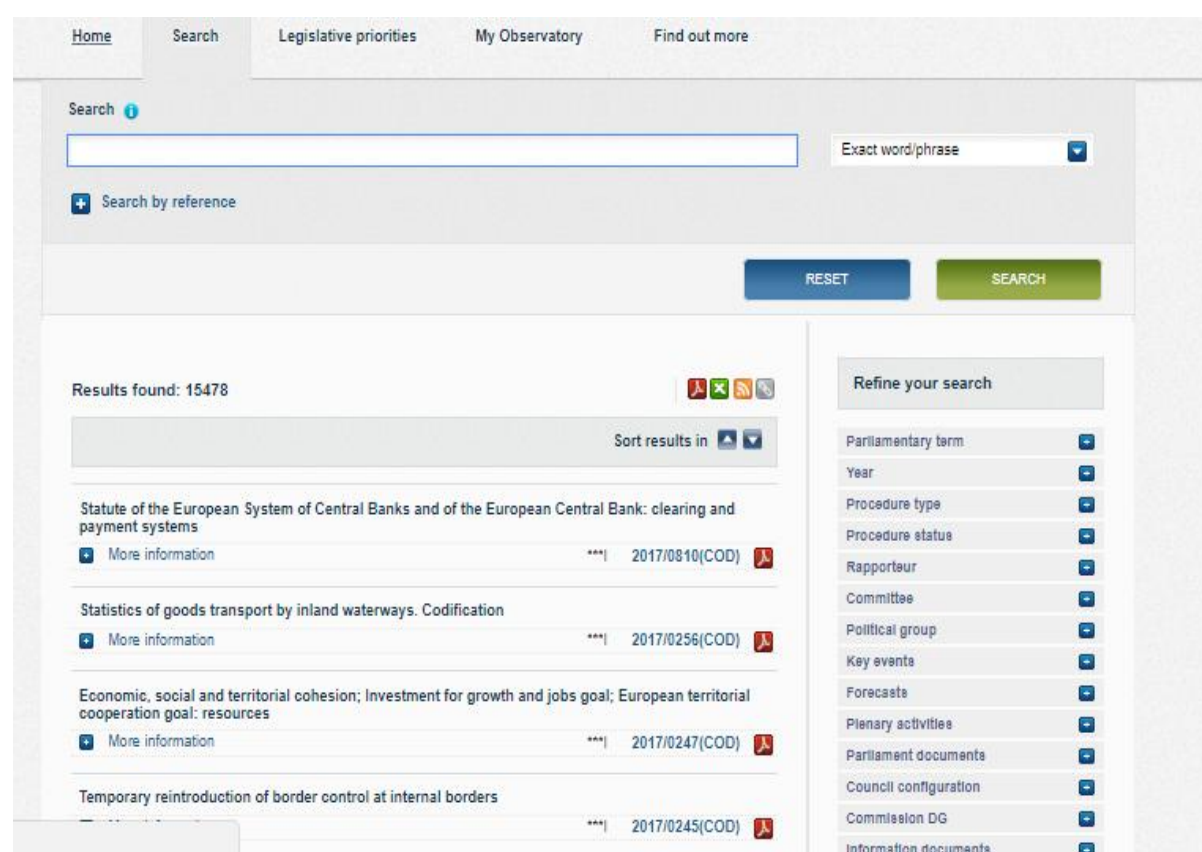 Home Search Legislative priorities My Observatory Find out more
Search
Exact word/phrase
Search by reference
RESET SEARCH
Results found: 15478
Sort results in
Statute of the European System of Central Banks and of the European Central Bank: clearing and
payment systems
More information ***I 2017/0810(COD)
Statistics of goods transport by inland waterways. Codification
More information ***I 2017/0256(COD)
Economic, social and territorial cohesion; Investment for growth and jobs goal; European territorial
cooperation goal: resources
More information ***I 2017/0247(COD)
Temporary reintroduction of border control at internal borders
***I 2017/0245(COD)
Refine your search
Parliamentary term
Year
Procedure type
Procedure status
Rapporteur
Committee
Political group
Key events
Forecasts
Plenary activities
Parliament documents
Council configuration
Commission DG
Information documents